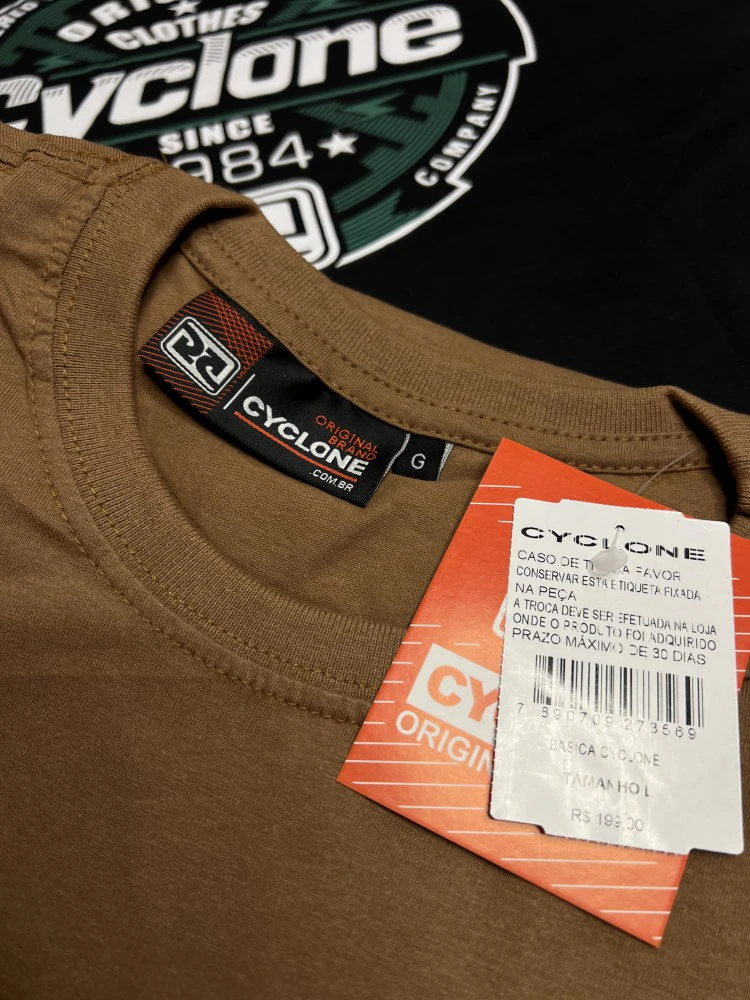 CLOTHES
Cyclone
SINCE
1984
COMPANY
ORIGINAL
BRAND
CYCLONE
.COM.BR
G
CY
ORIGIN
CYCLONE
CASO DE TROCA FAVOR
CONSERVAR ESTA ETIQUETA FIXADA
NA PEÇA
A TROCA DEVE SER EFETUADA NA LOJA
ONDE O PRODUTO FOI ADQUIRIDO
PRAZO MÁXIMO DE 30 DIAS
7 890708 273569
BASICA CYCLONE
TAMANHO L
R$ 199,00